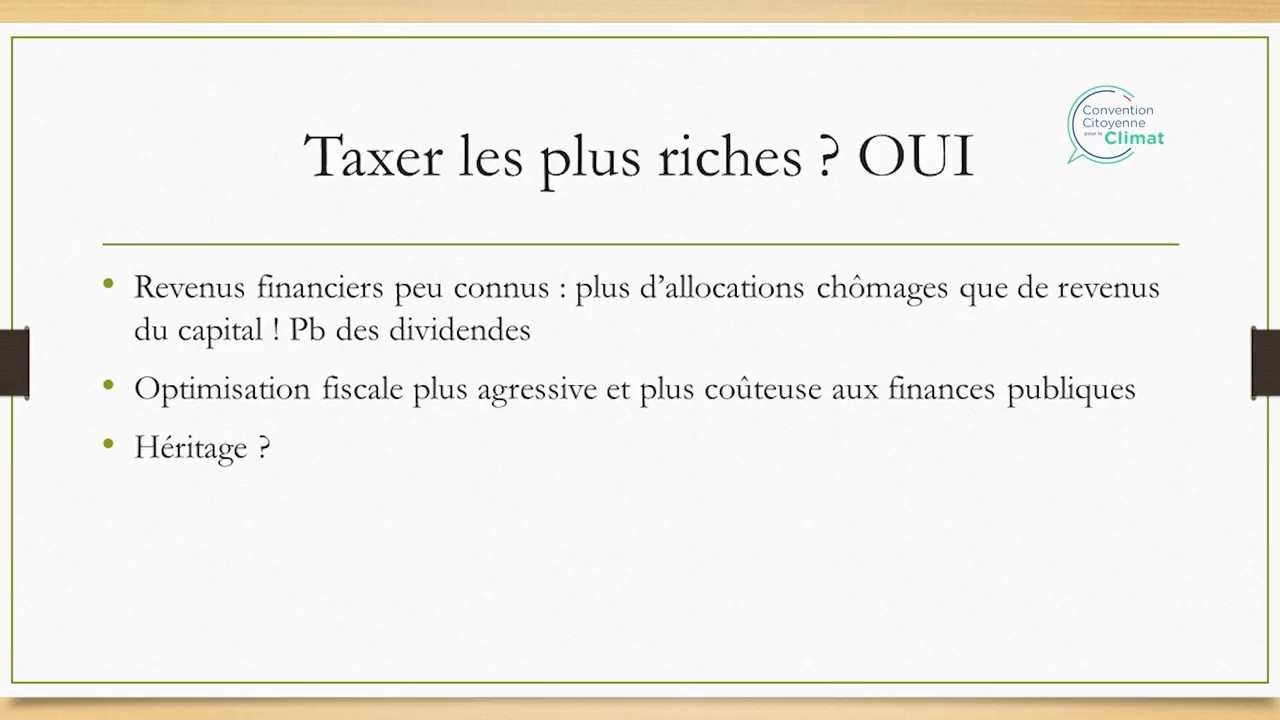 Convention
Citoyenne
pour le Climat
Taxer les plus riches ? OUI
• Revenus financiers peu connus : plus d’allocations chômages que de revenus
du capital ! Pb des dividendes
• Optimisation fiscale plus agressive et plus coûteuse aux finances publiques
• Héritage ?